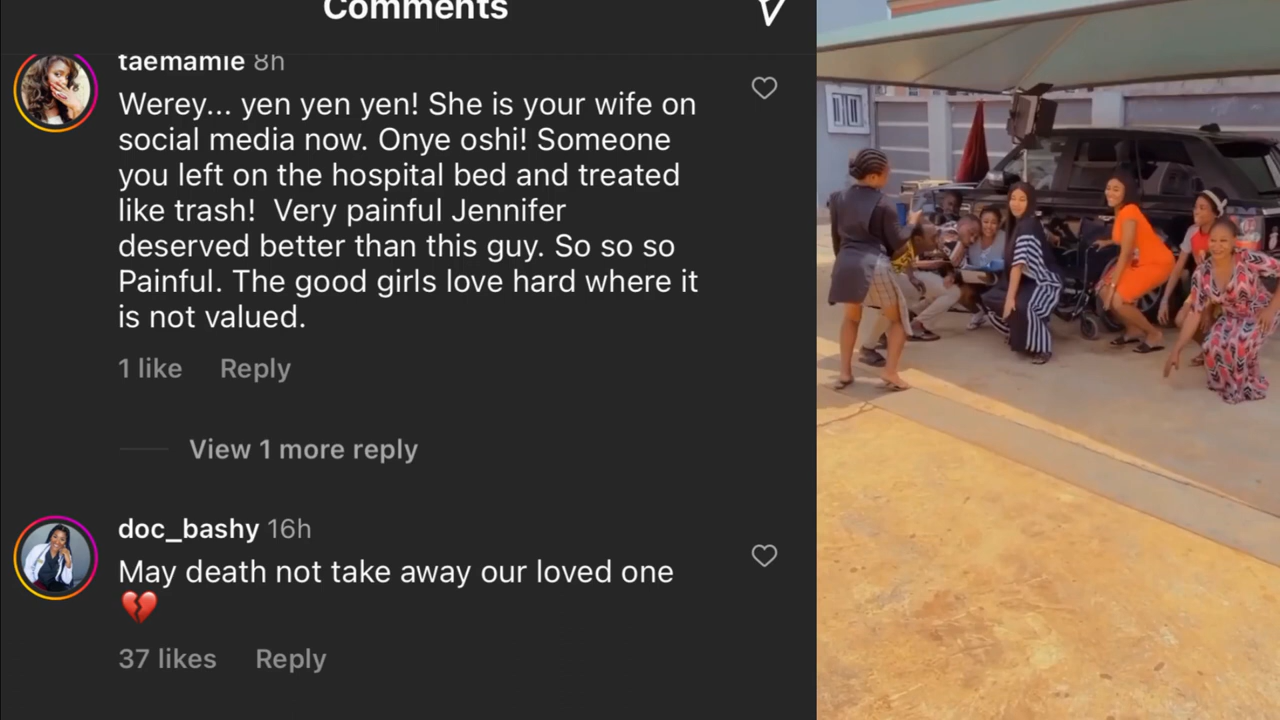 Comments
taemamie 8h
Werey... yen yen yen! She is your wife on
social media now. Onye oshi! Someone
you left on the hospital bed and treated
like trash!  Very painful Jennifer
deserved better than this guy. So so so
Painful. The good girls love hard where it
is not valued.
1 like Reply
View 1 more reply
doc_bashy 16h
May death not take away our loved one
💔
37 likes Reply